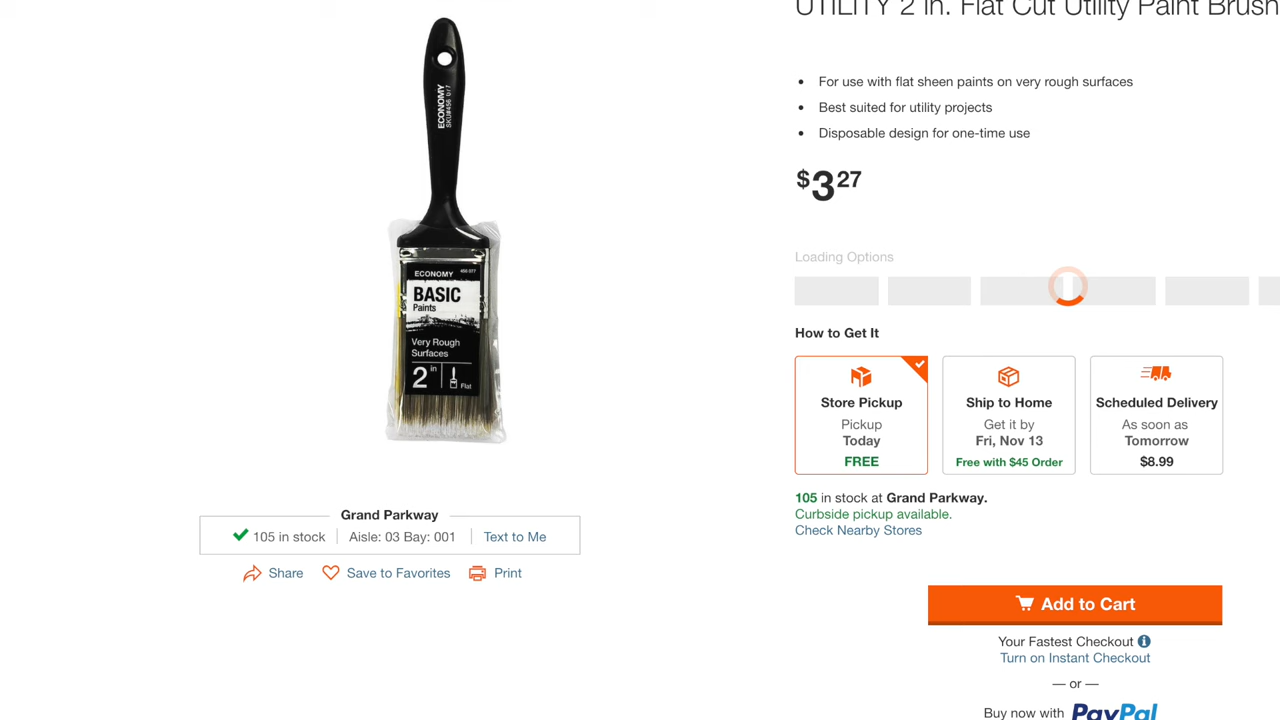 UTILITY 2 in. Flat Cut Utility Paint Brush
• For use with flat sheen paints on very rough surfaces
• Best suited for utility projects
• Disposable design for one-time use
$3 27
Loading Options
How to Get It
Store Pickup
Pickup
Today
FREE
Ship to Home
Get it by
Fri, Nov 13
Free with $45 Order
Scheduled Delivery
As soon as
Tomorrow
$8.99
105 in stock at Grand Parkway.
Curbside pickup available.
Check Nearby Stores
Add to Cart
Your Fastest Checkout
Turn on Instant Checkout
— or —
Buy now with PayPal
ECONOMY
SKU#456 077
ECONOMY 456 077
BASIC
Paints
Very Rough
Surfaces
2 in Flat
Grand Parkway
105 in stock Aisle: 03 Bay: 001 Text to Me
Share Save to Favorites Print